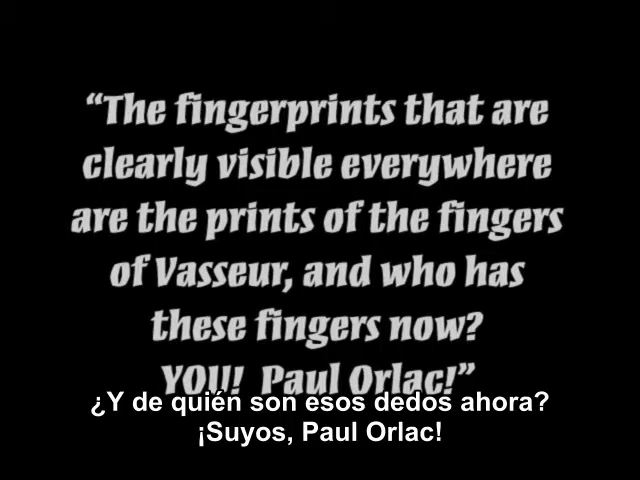 “The fingerprints that are
clearly visible everywhere
are the prints of the fingers
of Vasseur, and who has
these fingers now?
YOU!  Paul Orlac!”
¿Y de quién son esos dedos ahora?
¡Suyos, Paul Orlac!